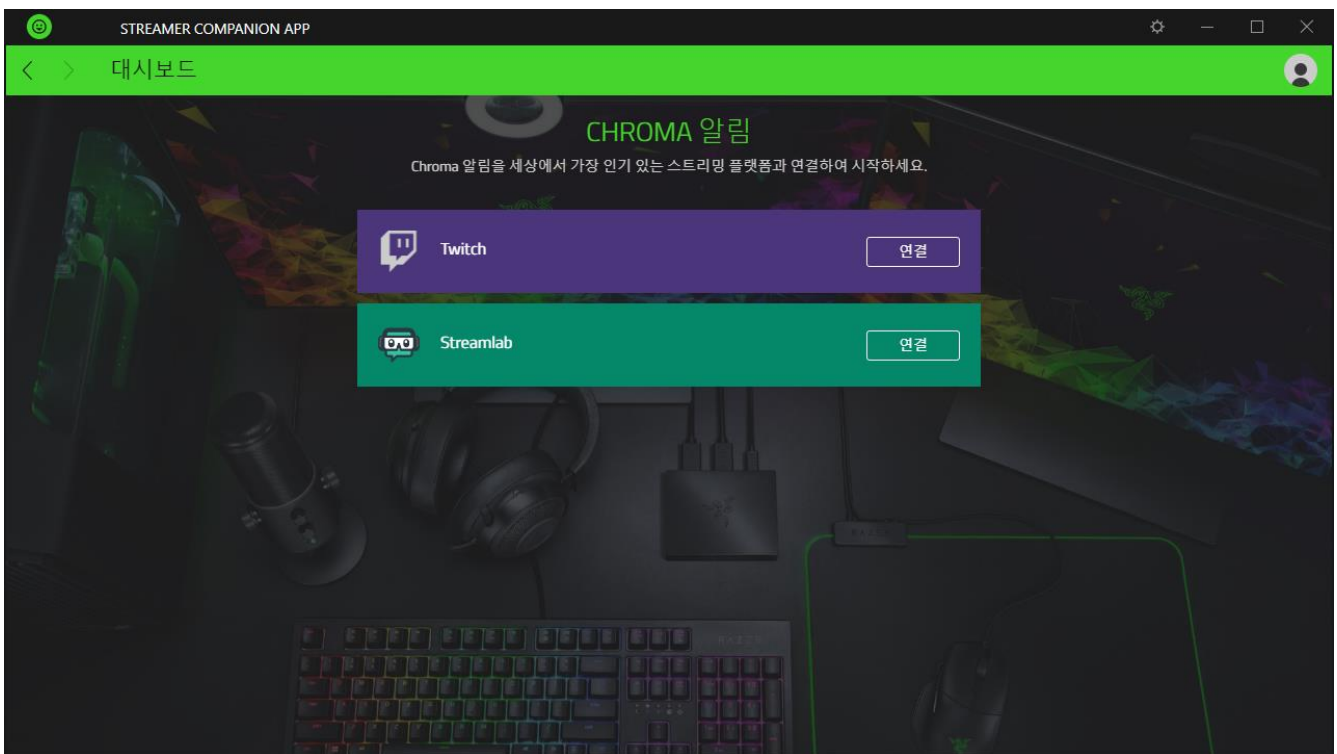 STREAMER COMPANION APP
대시보드
CHROMA 알림
Chroma 알림을 세상에서 가장 인기 있는 스트리밍 플랫폼과 연결하여 시작하세요.
Twitch
연결
Streamlab
연결
RAZER
RAZER